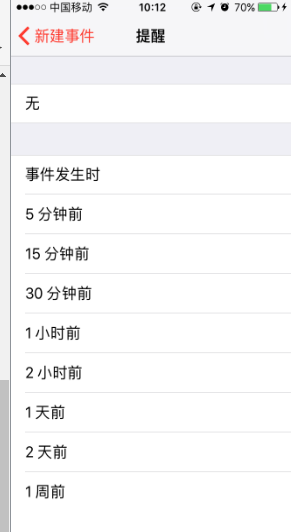 中国移动 10:12 70%
新建事件 提醒
无
事件发生时
5 分钟前
15 分钟前
30 分钟前
1 小时前
2 小时前
1 天前
2 天前
1 周前